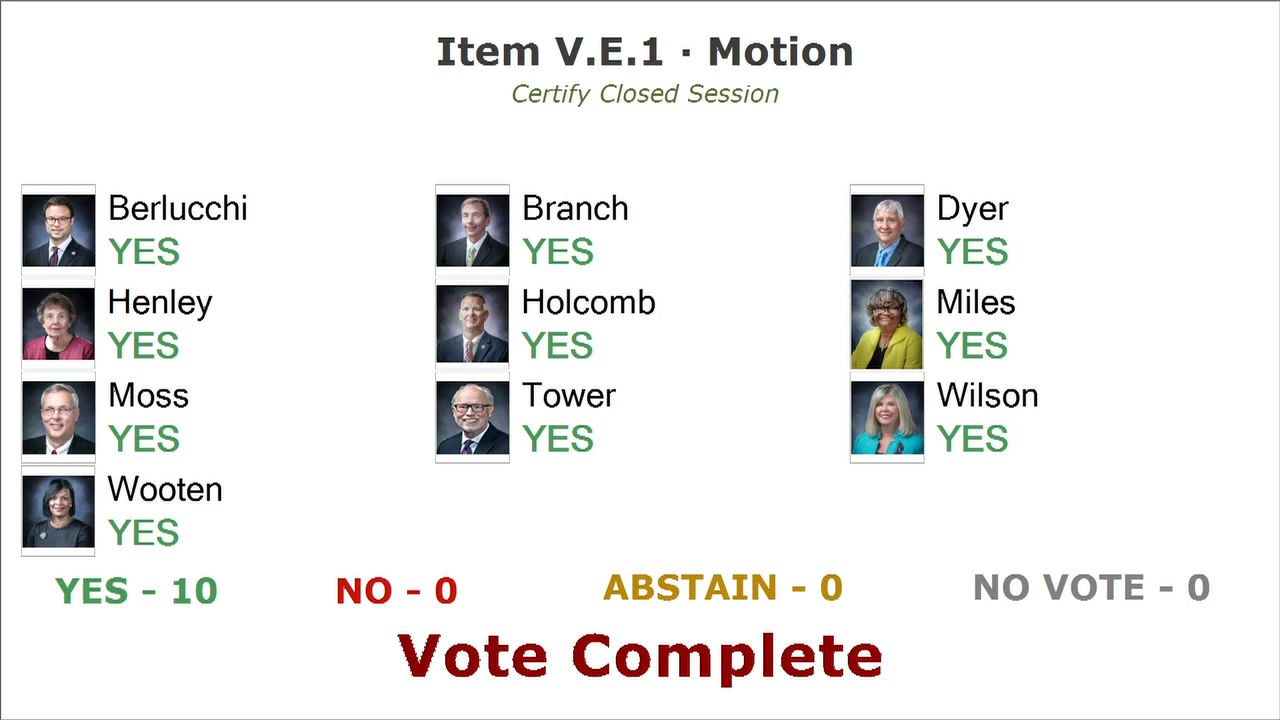 Item V.E.1 · Motion
Certify Closed Session
Berlucchi
YES
Branch
YES
Dyer
YES
Henley
YES
Holcomb
YES
Miles
YES
Moss
YES
Tower
YES
Wilson
YES
Wooten
YES
YES - 10
NO - 0
ABSTAIN - 0
NO VOTE - 0
Vote Complete